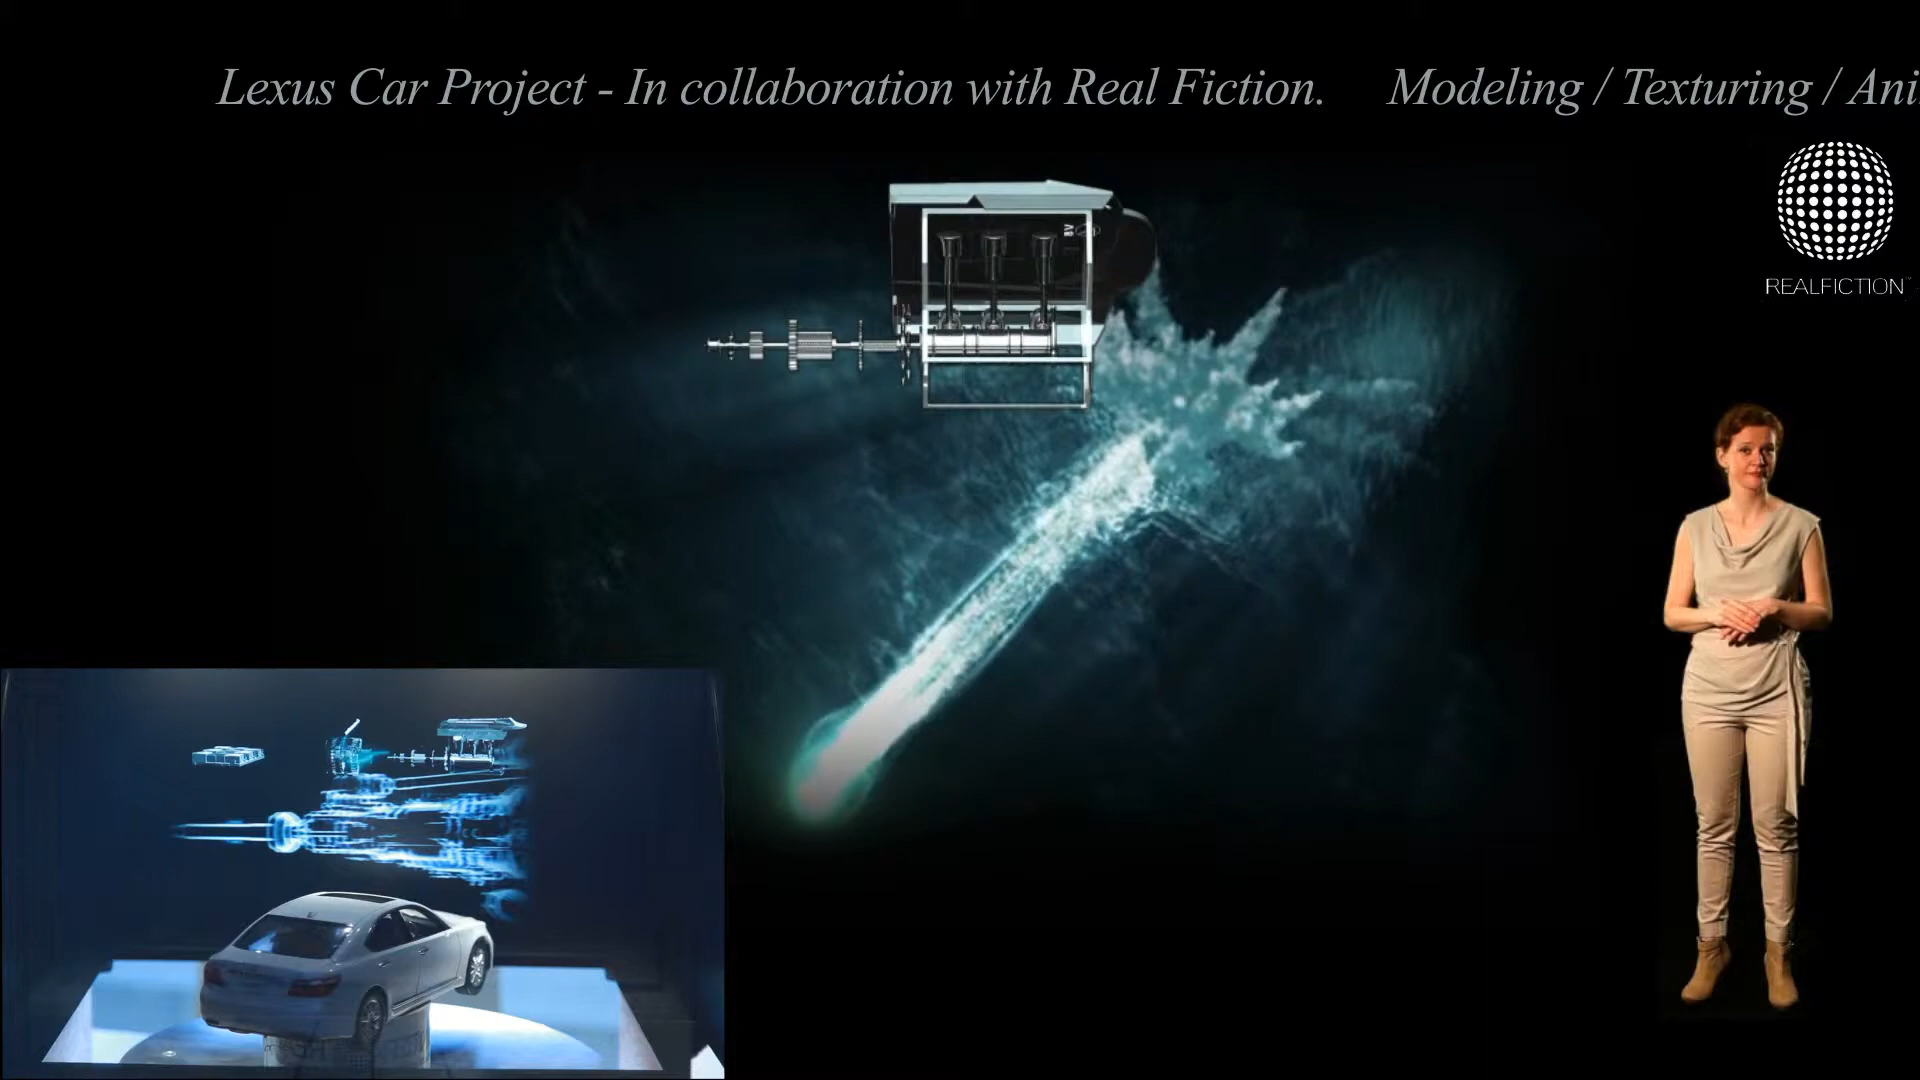 Lexus Car Project - In collaboration with Real Fiction. Modeling / Texturing / Ani
REALFICTION